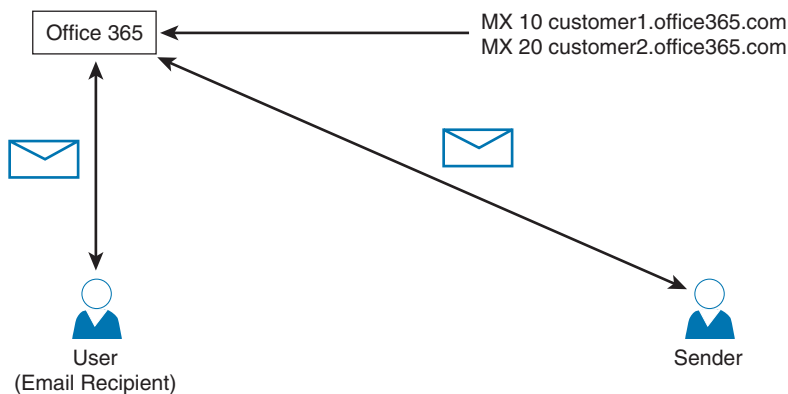 Office 365
MX 10 customer1.office365.com
MX 20 customer2.office365.com
User
(Email Recipient)
Sender